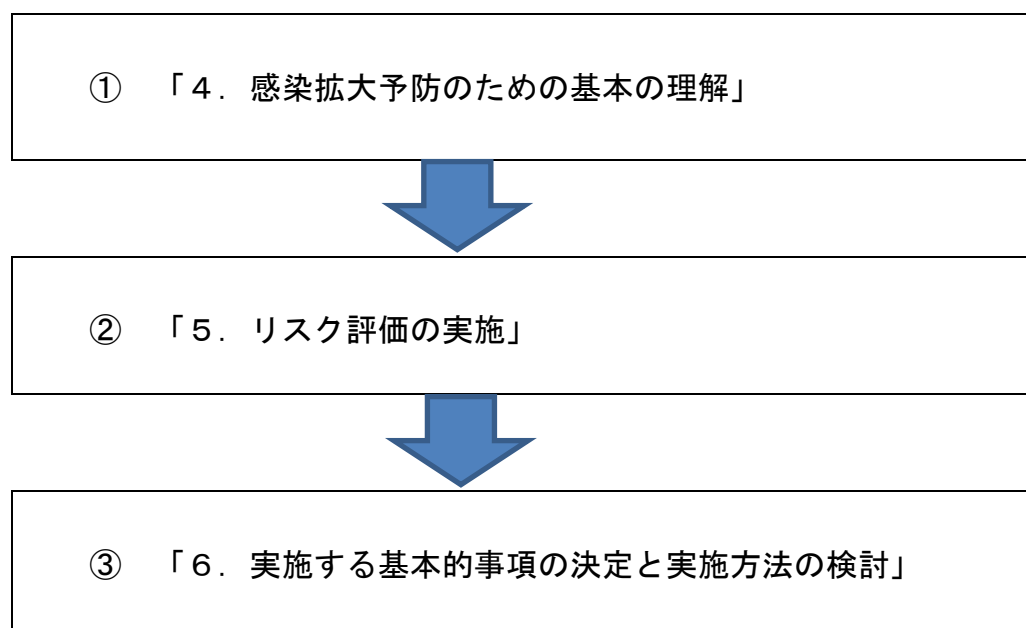 ① 「４．感染拡大予防のための基本の理解」
② 「５．リスク評価の実施」
③ 「６．実施する基本的事項の決定と実施方法の検討」